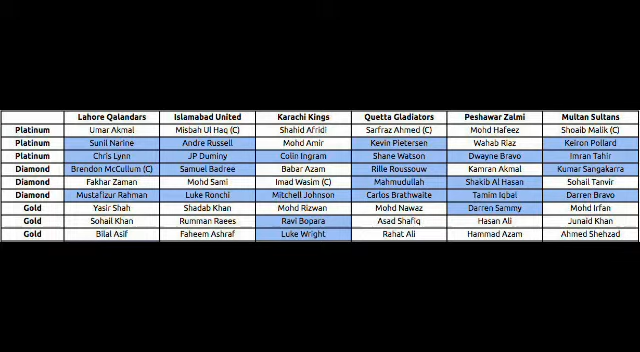 Lahore Qalandars Islamabad United Karachi Kings Quetta Gladiators Peshawar Zalmi Multan Sultans
Platinum Umar Akmal Misbah Ul Haq (C) Shahid Afridi Sarfraz Ahmed (C) Mohd Hafeez Shoaib Malik (C)
Platinum Sunil Narine Andre Russell Mohd Amir Kevin Pietersen Wahab Riaz Keiron Pollard
Platinum Chris Lynn JP Duminy Colin Ingram Shane Watson Dwayne Bravo Imran Tahir
Diamond Brendon McCullum (C) Samuel Badree Babar Azam Rille Roussouw Kamran Akmal Kumar Sangakarra
Diamond Fakhar Zaman Mohd Sami Imad Wasim (C) Mahmudullah Shakib Al Hasan Sohail Tanvir
Diamond Mustafizur Rahman Luke Ronchi Mitchell Johnson Carlos Brathwaite Tamim Iqbal Darren Bravo
Gold Yasir Shah Shadab Khan Mohd Rizwan Mohd Nawaz Darren Sammy Mohd Irfan
Gold Sohail Khan Rumman Raees Ravi Bopara Asad Shafiq Hasan Ali Junaid Khan
Gold Bilal Asif Faheem Ashraf Luke Wright Rahat Ali Hammad Azam Ahmed Shehzad